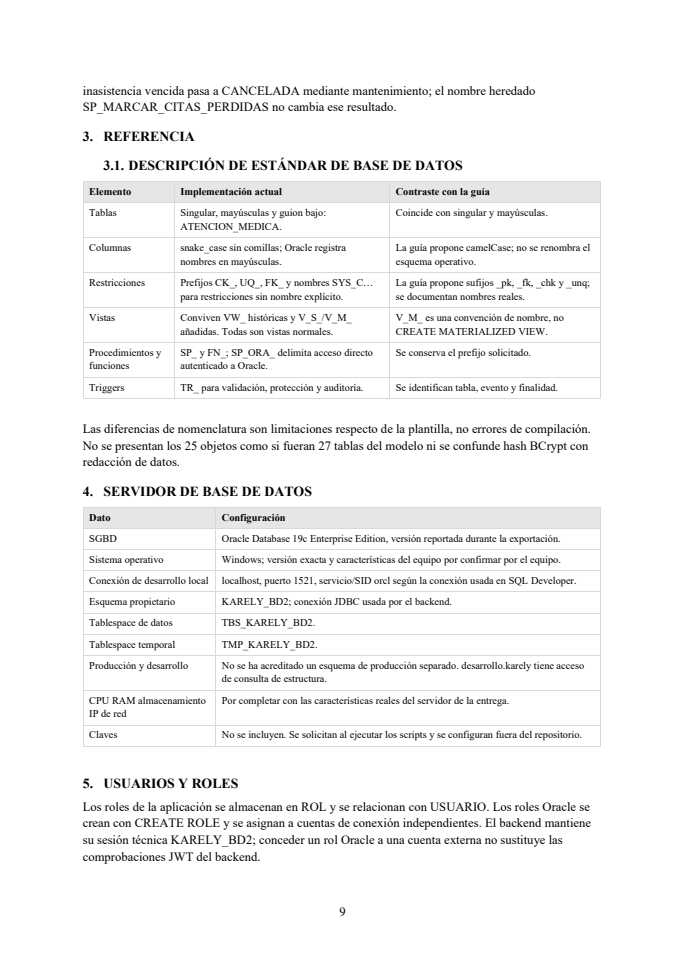 inasistencia vencida pasa a CANCELADA mediante mantenimiento; el nombre heredado
SP_MARCAR_CITAS_PERDIDAS no cambia ese resultado.
3. REFERENCIA
3.1. DESCRIPCIÓN DE ESTÁNDAR DE BASE DE DATOS
Elemento Implementación actual Contraste con la guía
Tablas Singular, mayúsculas y guion bajo: Coincide con singular y mayúsculas.
ATENCION_MEDICA.
Columnas snake_case sin comillas; Oracle registra La guía propone camelCase; no se renombra el
nombres en mayúsculas. esquema operativo.
Restricciones Prefijos CK_, UQ_, FK_ y nombres SYS_C… La guía propone sufijos _pk, _fk, _chk y _unq;
para restricciones sin nombre explícito. se documentan nombres reales.
Vistas Conviven VW_ históricas y V_S_/V_M_ V_M_ es una convención de nombre, no
añadidas. Todas son vistas normales. CREATE MATERIALIZED VIEW.
Procedimientos y SP_ y FN_; SP_ORA_ delimita acceso directo Se conserva el prefijo solicitado.
funciones autenticado a Oracle.
Triggers TR_ para validación, protección y auditoría. Se identifican tabla, evento y finalidad.
Las diferencias de nomenclatura son limitaciones respecto de la plantilla, no errores de compilación.
No se presentan los 25 objetos como si fueran 27 tablas del modelo ni se confunde hash BCrypt con
redacción de datos.
4. SERVIDOR DE BASE DE DATOS
Dato Configuración
SGBD Oracle Database 19c Enterprise Edition, versión reportada durante la exportación.
Sistema operativo Windows; versión exacta y características del equipo por confirmar por el equipo.
Conexión de desarrollo local localhost, puerto 1521, servicio/SID orcl según la conexión usada en SQL Developer.
Esquema propietario KARELY_BD2; conexión JDBC usada por el backend.
Tablespace de datos TBS_KARELY_BD2.
Tablespace temporal TMP_KARELY_BD2.
Producción y desarrollo No se ha acreditado un esquema de producción separado. desarrollo.karely tiene acceso
de consulta de estructura.
CPU RAM almacenamiento Por completar con las características reales del servidor de la entrega.
IP de red
Claves No se incluyen. Se solicitan al ejecutar los scripts y se configuran fuera del repositorio.
5. USUARIOS Y ROLES
Los roles de la aplicación se almacenan en ROL y se relacionan con USUARIO. Los roles Oracle se
crean con CREATE ROLE y se asignan a cuentas de conexión independientes. El backend mantiene
su sesión técnica KARELY_BD2; conceder un rol Oracle a una cuenta externa no sustituye las
comprobaciones JWT del backend.
9